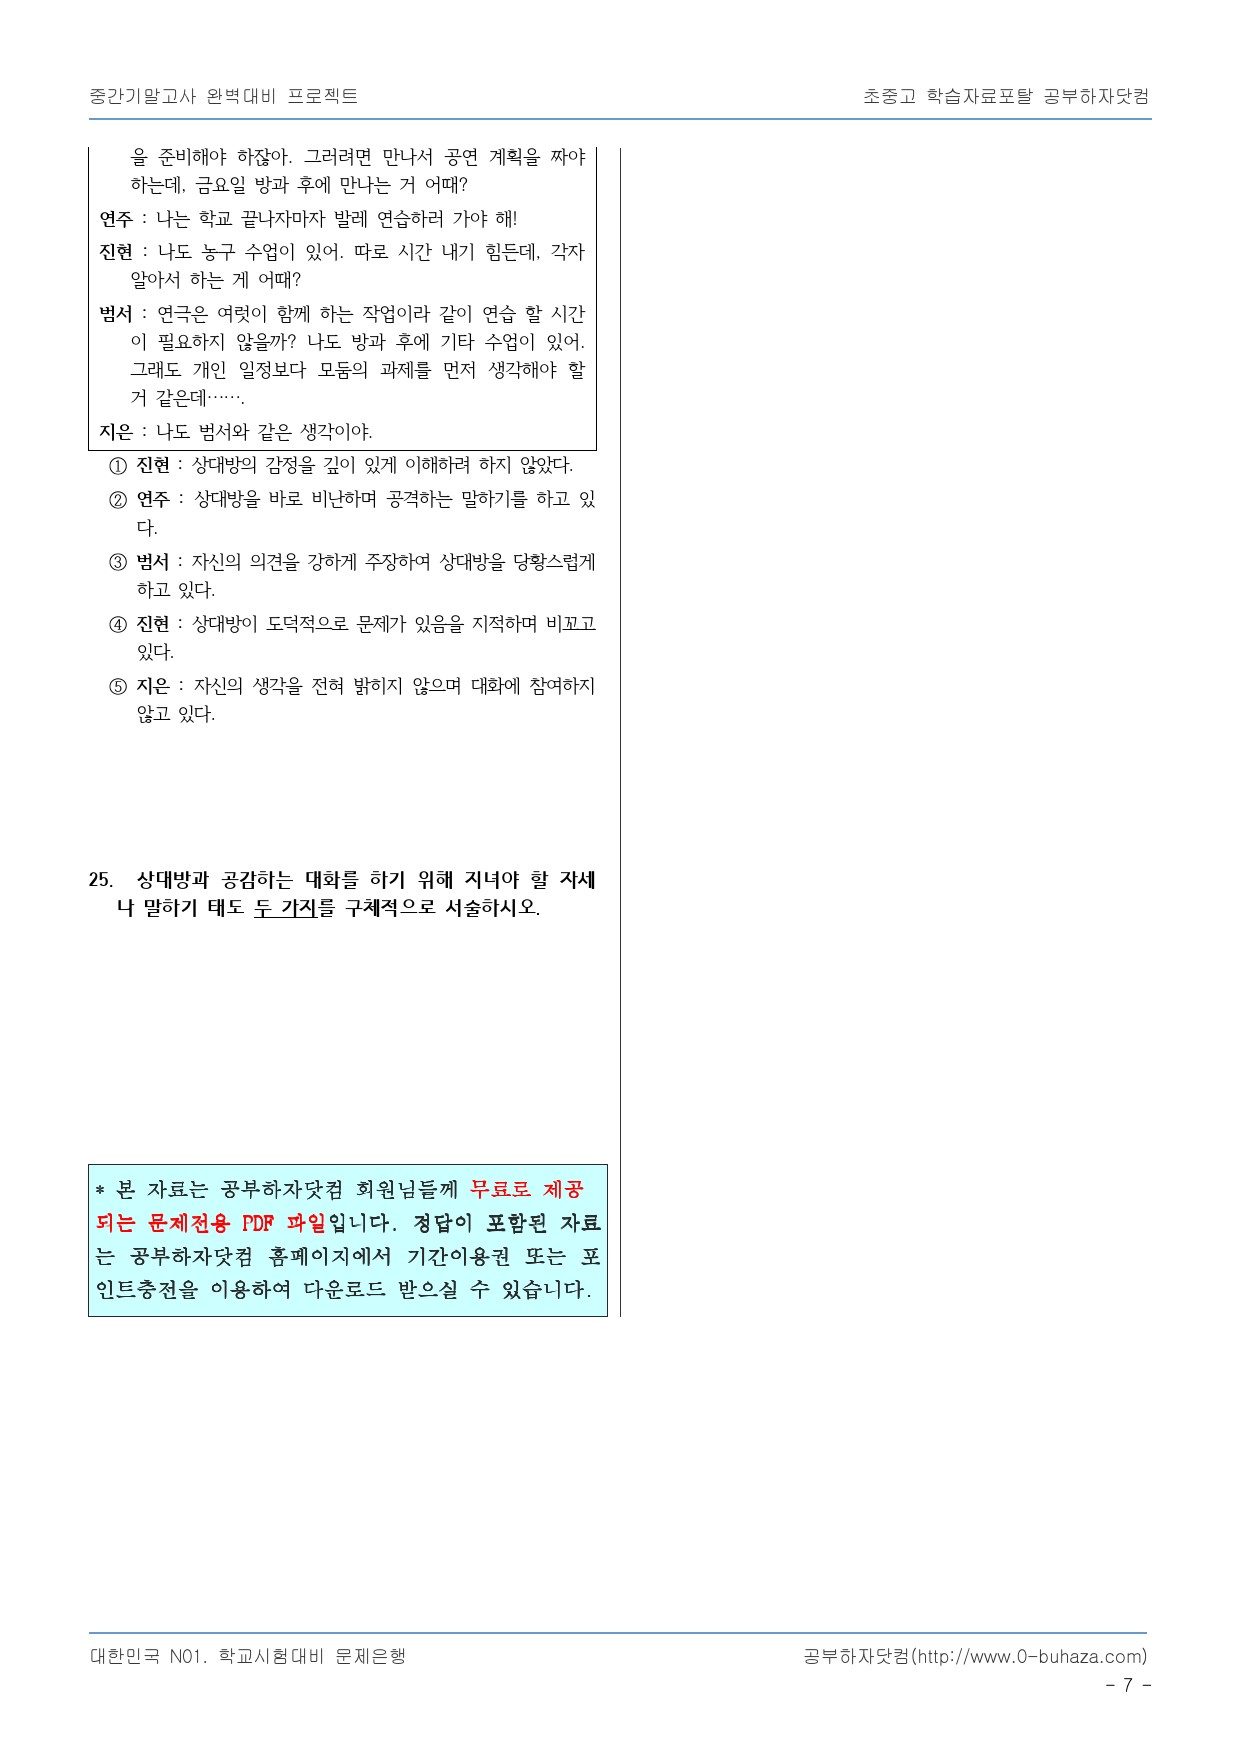 중간기말고사 완벽대비 프로젝트
초중고 학습자료포탈 공부하자닷컴
을 준비해야 하잖아. 그러려면 만나서 공연 계획을 짜야
하는데, 금요일 방과 후에 만나는 거 어때?
연주 : 나는 학교 끝나자마자 발레 연습하러 가야 해!
진현 : 나도 농구 수업이 있어. 따로 시간 내기 힘든데, 각자
알아서 하는 게 어때?
범서 : 연극은 여럿이 함께 하는 작업이라 같이 연습 할 시간
이 필요하지 않을까? 나도 방과 후에 기타 수업이 있어.
그래도 개인 일정보다 모둠의 과제를 먼저 생각해야 할
거 같은데…….
지은 : 나도 범서와 같은 생각이야.
① 진현 : 상대방의 감정을 깊이 있게 이해하려 하지 않았다.
② 연주 : 상대방을 바로 비난하며 공격하는 말하기를 하고 있
다.
③ 범서 : 자신의 의견을 강하게 주장하여 상대방을 당황스럽게
하고 있다.
④ 진현 : 상대방이 도덕적으로 문제가 있음을 지적하며 비꼬고
있다.
⑤ 지은 : 자신의 생각을 전혀 밝히지 않으며 대화에 참여하지
않고 있다.
25. 상대방과 공감하는 대화를 하기 위해 지녀야 할 자세
나 말하기 태도 두 가지를 구체적으로 서술하시오.
* 본 자료는 공부하자닷컴 회원님들께 무료로 제공
되는 문제전용 PDF 파일입니다. 정답이 포함된 자료
는 공부하자닷컴 홈페이지에서 기간이용권 또는 포
인트충전을 이용하여 다운로드 받으실 수 있습니다.
대한민국 N01. 학교시험대비 문제은행
공부하자닷컴(http://www.0-buhaza.com)
- 7 -